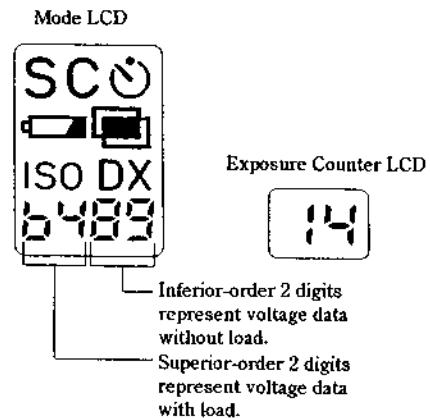 Mode LCD
SC
ISO DX
b489
Exposure Counter LCD
14
Inferior-order 2 digits
represent voltage data
without load.
Superior-order 2 digits
represent voltage data
with load.